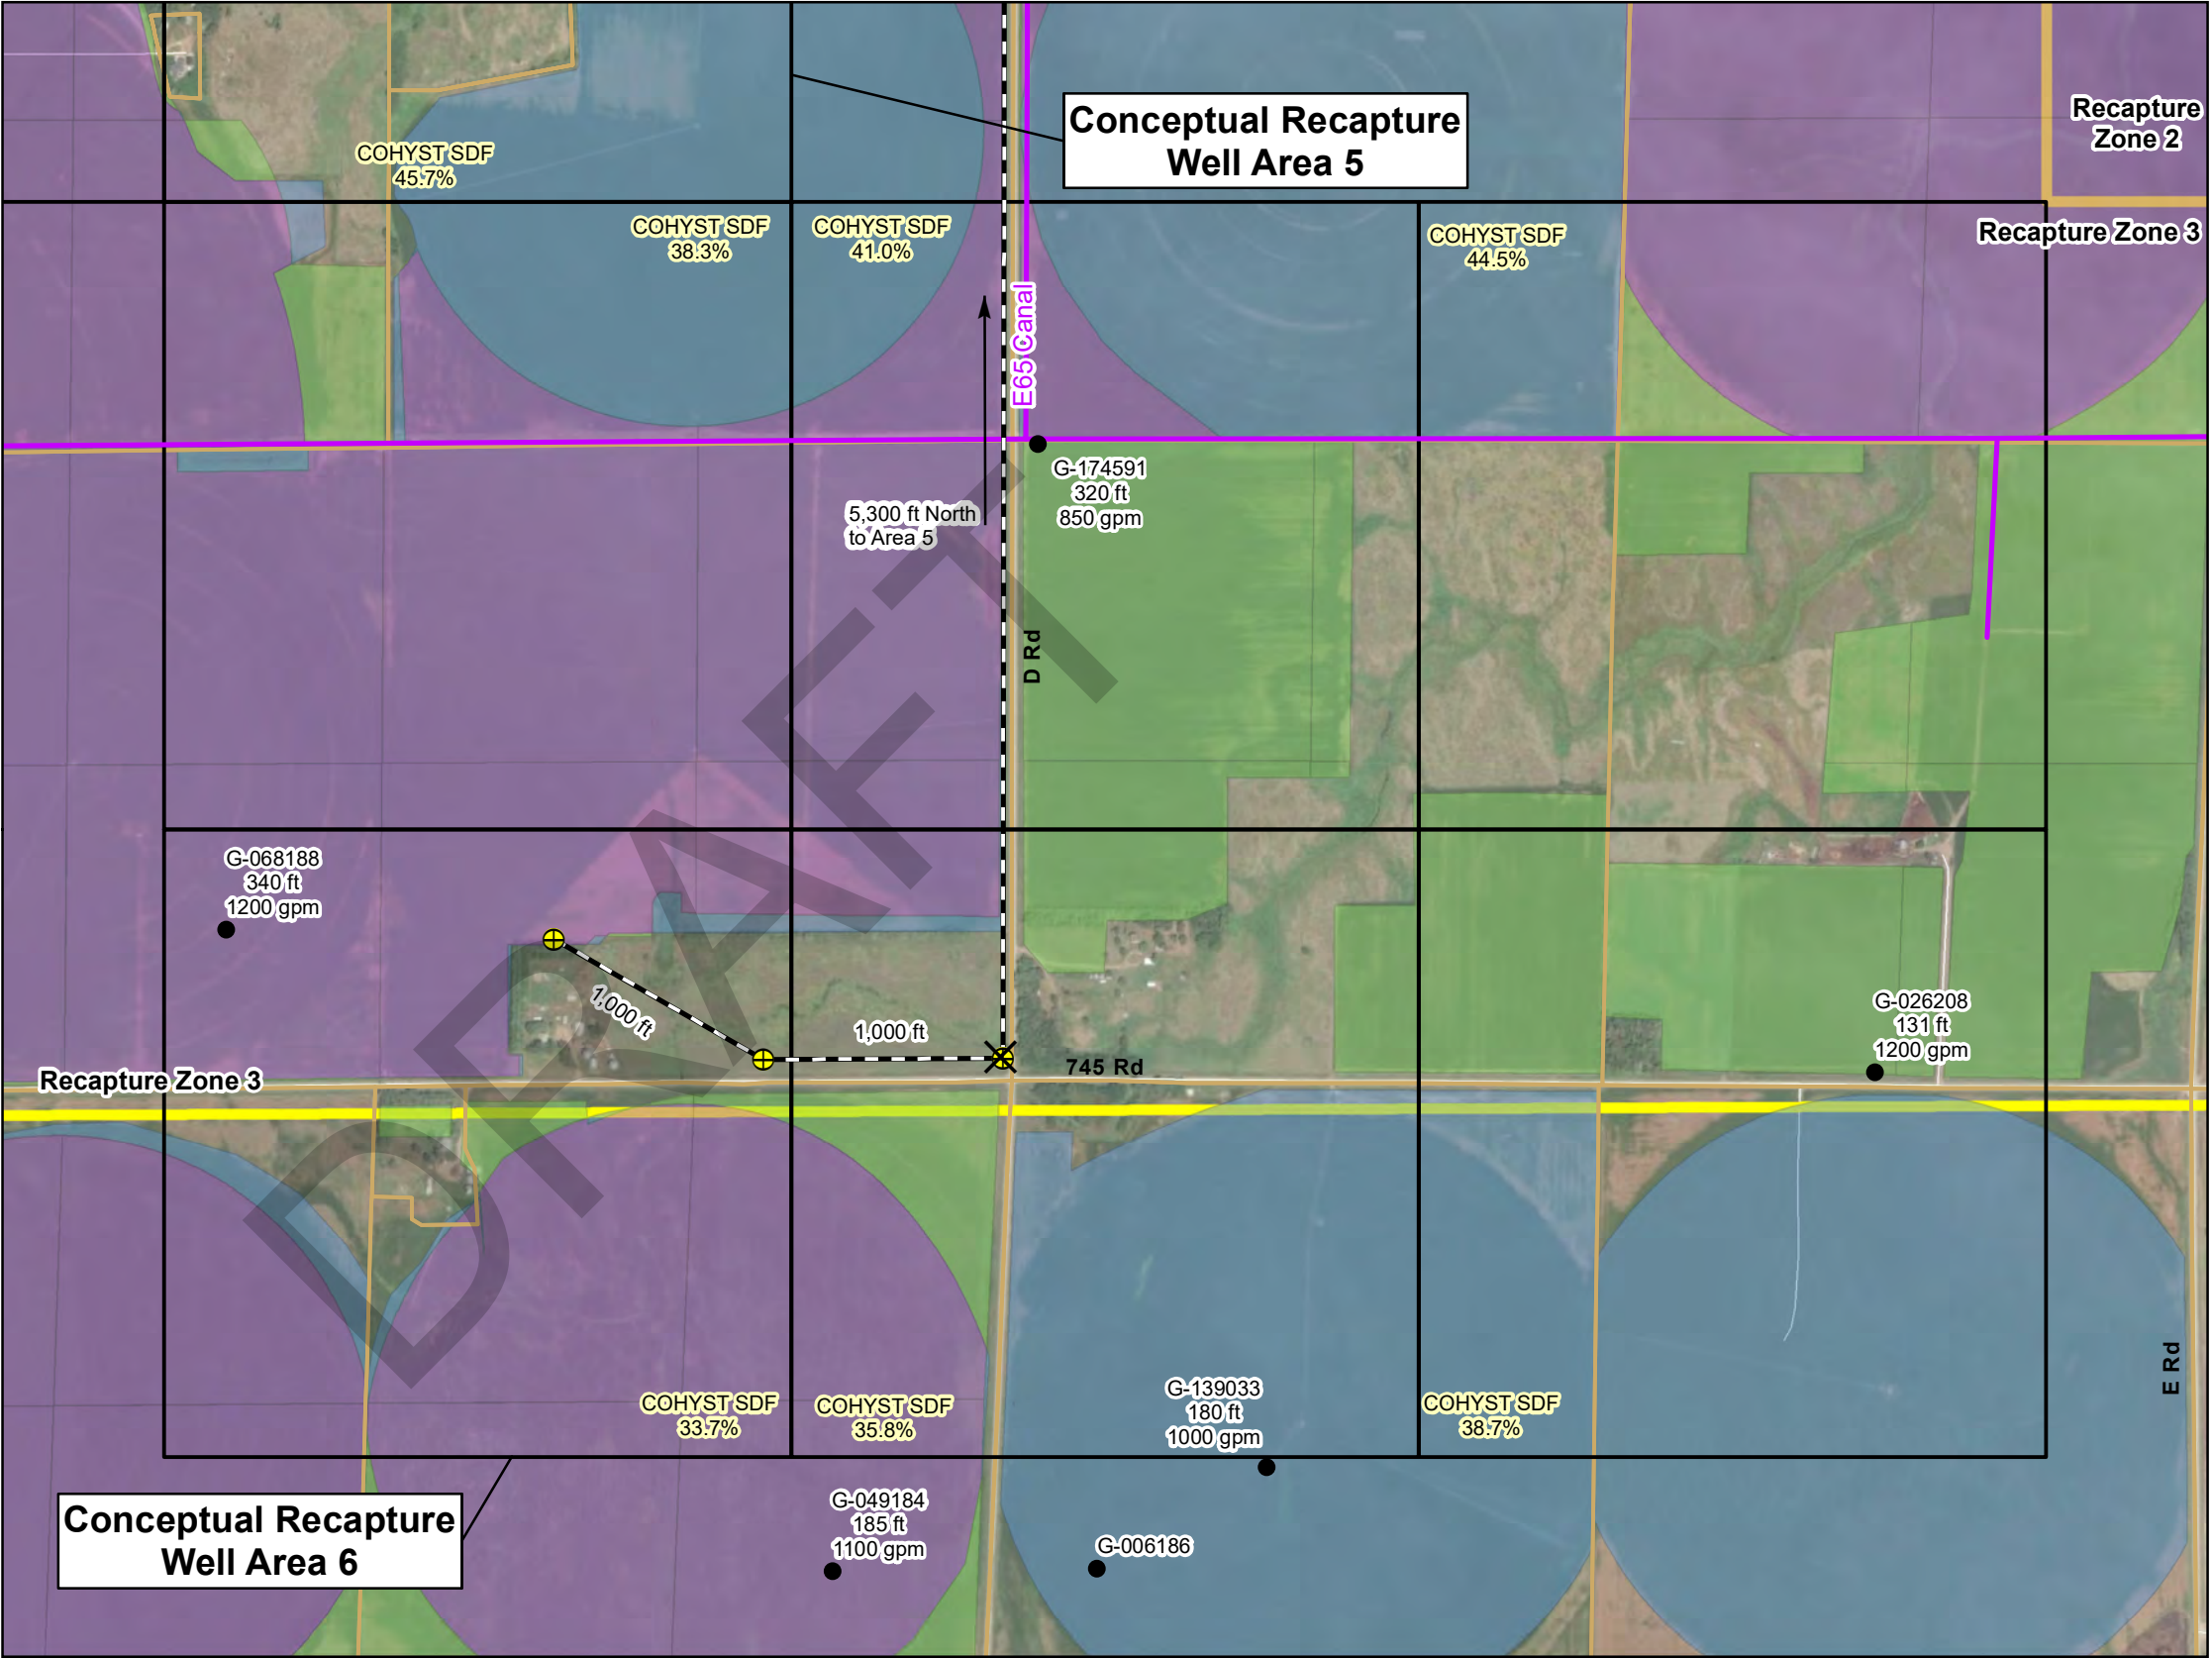 Conceptual Recapture
Well Area 5
Recapture
Zone 2
COHYST SDF
45.7%
COHYST SDF
38.3%
COHYST SDF
41.0%
COHYST SDF
44.5%
Recapture Zone 3
E65 Canal
G-174591
320 ft
850 gpm
5,300 ft North
to Area 5
D Rd
DRAFT
G-068188
340 ft
1200 gpm
1,000 ft
1,000 ft
G-026208
131 ft
1200 gpm
745 Rd
Recapture Zone 3
E Rd
COHYST SDF
33.7%
COHYST SDF
35.8%
G-139033
180 ft
1000 gpm
COHYST SDF
38.7%
Conceptual Recapture
Well Area 6
G-049184
185 ft
1100 gpm
G-006186